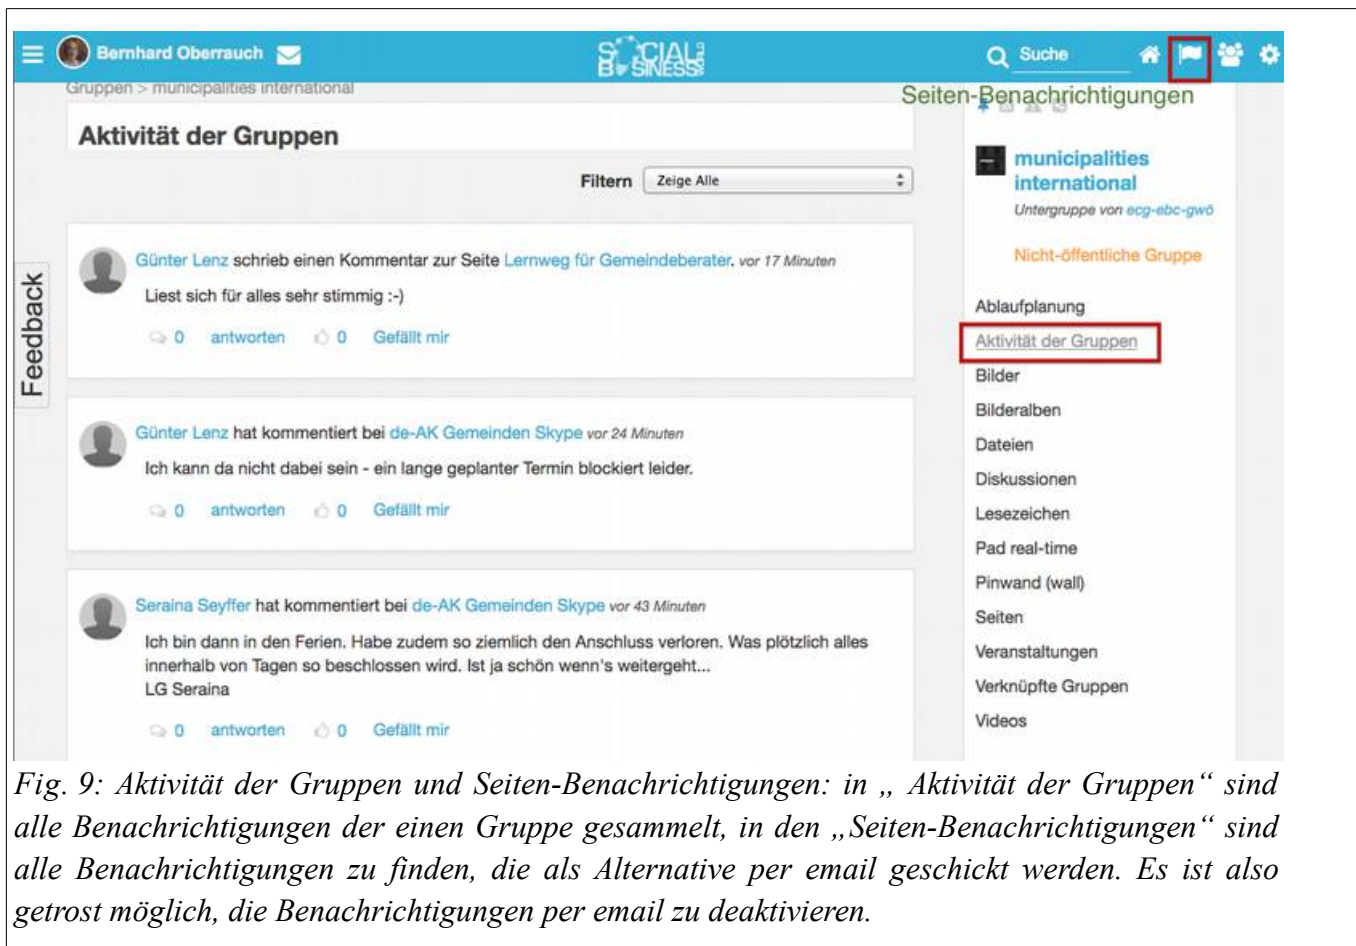 Bernhard Oberrauch
SOCIAL
BUSINESS
Suche
Gruppen > municipalities international
Seiten-Benachrichtigungen
Aktivität der Gruppen
Filtern Zeige Alle
Günter Lenz schrieb einen Kommentar zur Seite Lernweg für Gemeindeberater. vor 17 Minuten
Liest sich für alles sehr stimmig :-)
0 antworten 0 Gefällt mir
Günter Lenz hat kommentiert bei de-AK Gemeinden Skype vor 24 Minuten
Ich kann da nicht dabei sein - ein lange geplanter Termin blockiert leider.
0 antworten 0 Gefällt mir
Seraina Seyffer hat kommentiert bei de-AK Gemeinden Skype vor 43 Minuten
Ich bin dann in den Ferien. Habe zudem so ziemlich den Anschluss verloren. Was plötzlich alles
innerhalb von Tagen so beschlossen wird. Ist ja schön wenn's weitergeht...
LG Seraina
0 antworten 0 Gefällt mir
Feedback
municipalities
international
Untergruppe von ecg-ebc-gwö
Nicht-öffentliche Gruppe
Ablaufplanung
Aktivität der Gruppen
Bilder
Bilderalben
Dateien
Diskussionen
Lesezeichen
Pad real-time
Pinwand (wall)
Seiten
Veranstaltungen
Verknüpfte Gruppen
Videos
Fig. 9: Aktivität der Gruppen und Seiten-Benachrichtigungen: in „ Aktivität der Gruppen“ sind
alle Benachrichtigungen der einen Gruppe gesammelt, in den „Seiten-Benachrichtigungen“ sind
alle Benachrichtigungen zu finden, die als Alternative per email geschickt werden. Es ist also
getrost möglich, die Benachrichtigungen per email zu deaktivieren.